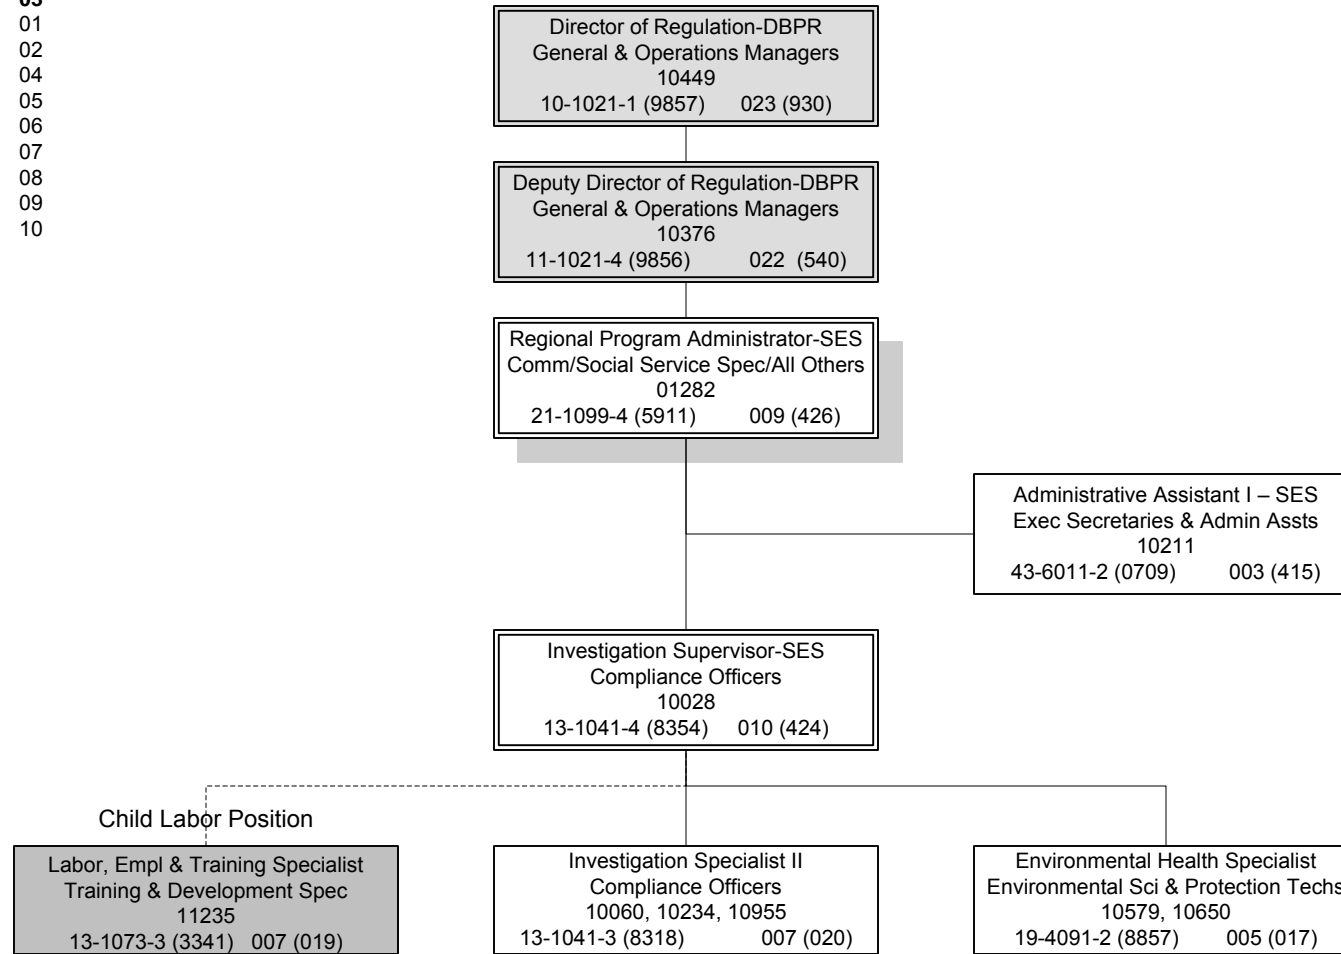 03
01
02
04
05
06
07
08
09
10
Director of Regulation-DBPR
General & Operations Managers
10449
10-1021-1 (9857) 023 (930)
Deputy Director of Regulation-DBPR
General & Operations Managers
10376
11-1021-4 (9856) 022 (540)
Regional Program Administrator-SES
Comm/Social Service Spec/All Others
01282
21-1099-4 (5911) 009 (426)
Administrative Assistant I – SES
Exec Secretaries & Admin Assts
10211
43-6011-2 (0709) 003 (415)
Investigation Supervisor-SES
Compliance Officers
10028
13-1041-4 (8354) 010 (424)
Child Labor Position
Labor, Empl & Training Specialist
Training & Development Spec
11235
13-1073-3 (3341) 007 (019)
Investigation Specialist II
Compliance Officers
10060, 10234, 10955
13-1041-3 (8318) 007 (020)
Environmental Health Specialist
Environmental Sci & Protection Techs
10579, 10650
19-4091-2 (8857) 005 (017)